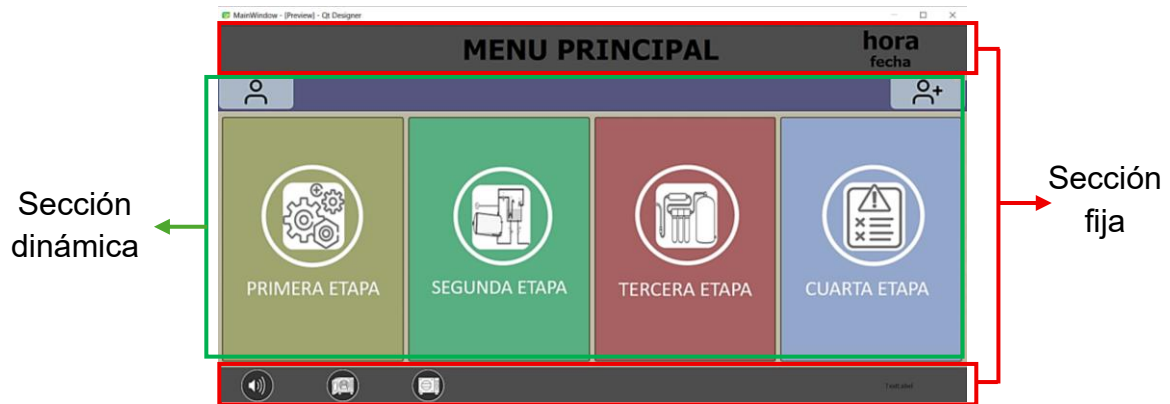 MainWindow - [Preview] - Qt Designer
MENU PRINCIPAL
hora
fecha
Sección
dinámica
PRIMERA ETAPA
SEGUNDA ETAPA
TERCERA ETAPA
CUARTA ETAPA
Sección
fija
TextLabel